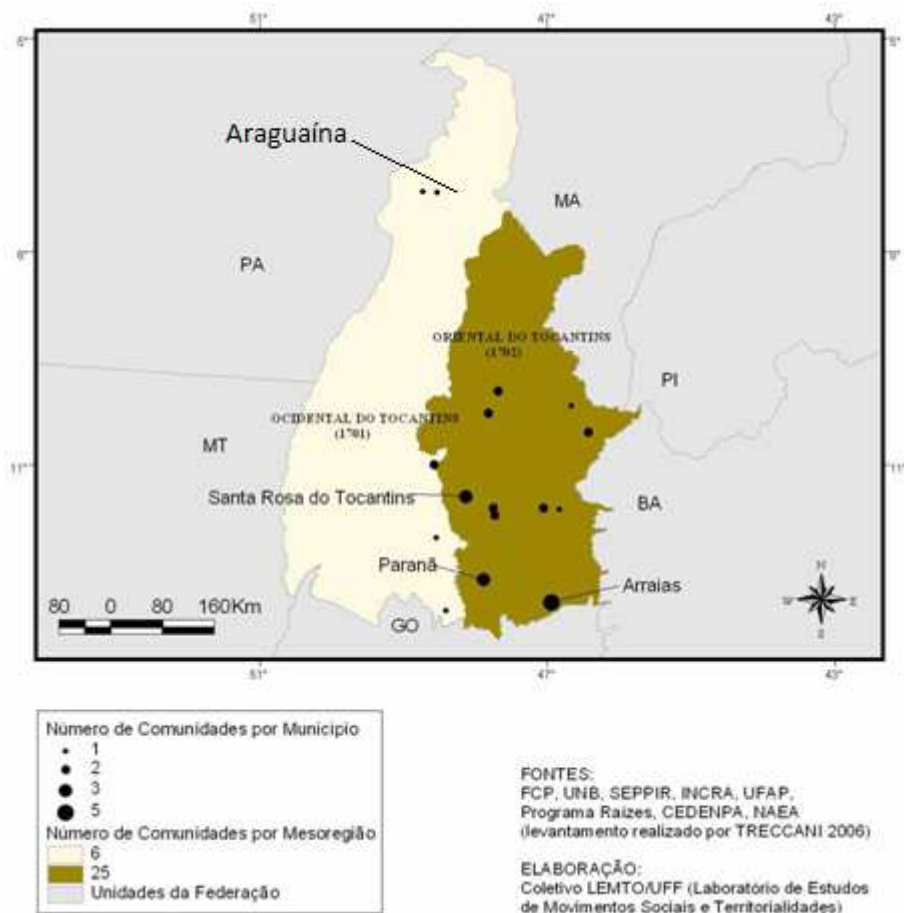 51° 47° 43°
5° 5°
Araguaína
MA
PA
9° 9°
ORIENTAL DO TOCANTINS
(1702)
PI
OCIDENTAL DO TOCANTINS
(1701)
MT
11° 11°
Santa Rosa do Tocantins
BA
Paranã
Arraias
N
W E
S
80 0 80 160Km
GO
51° 47° 43°
Número de Comunidades por Município
1
2
3
5
Número de Comunidades por Mesoregião
6
25
Unidades da Federação
FONTES:
FCP, UNB, SEPPIR, INCRA, UFAP,
Programa Raízes, CEDENPA, NAEA
(levantamento realizado por TRECCANI 2006)
ELABORAÇÃO:
Coletivo LEMTO/UFF (Laboratório de Estudos
de Movimentos Sociais e Territorialidades)